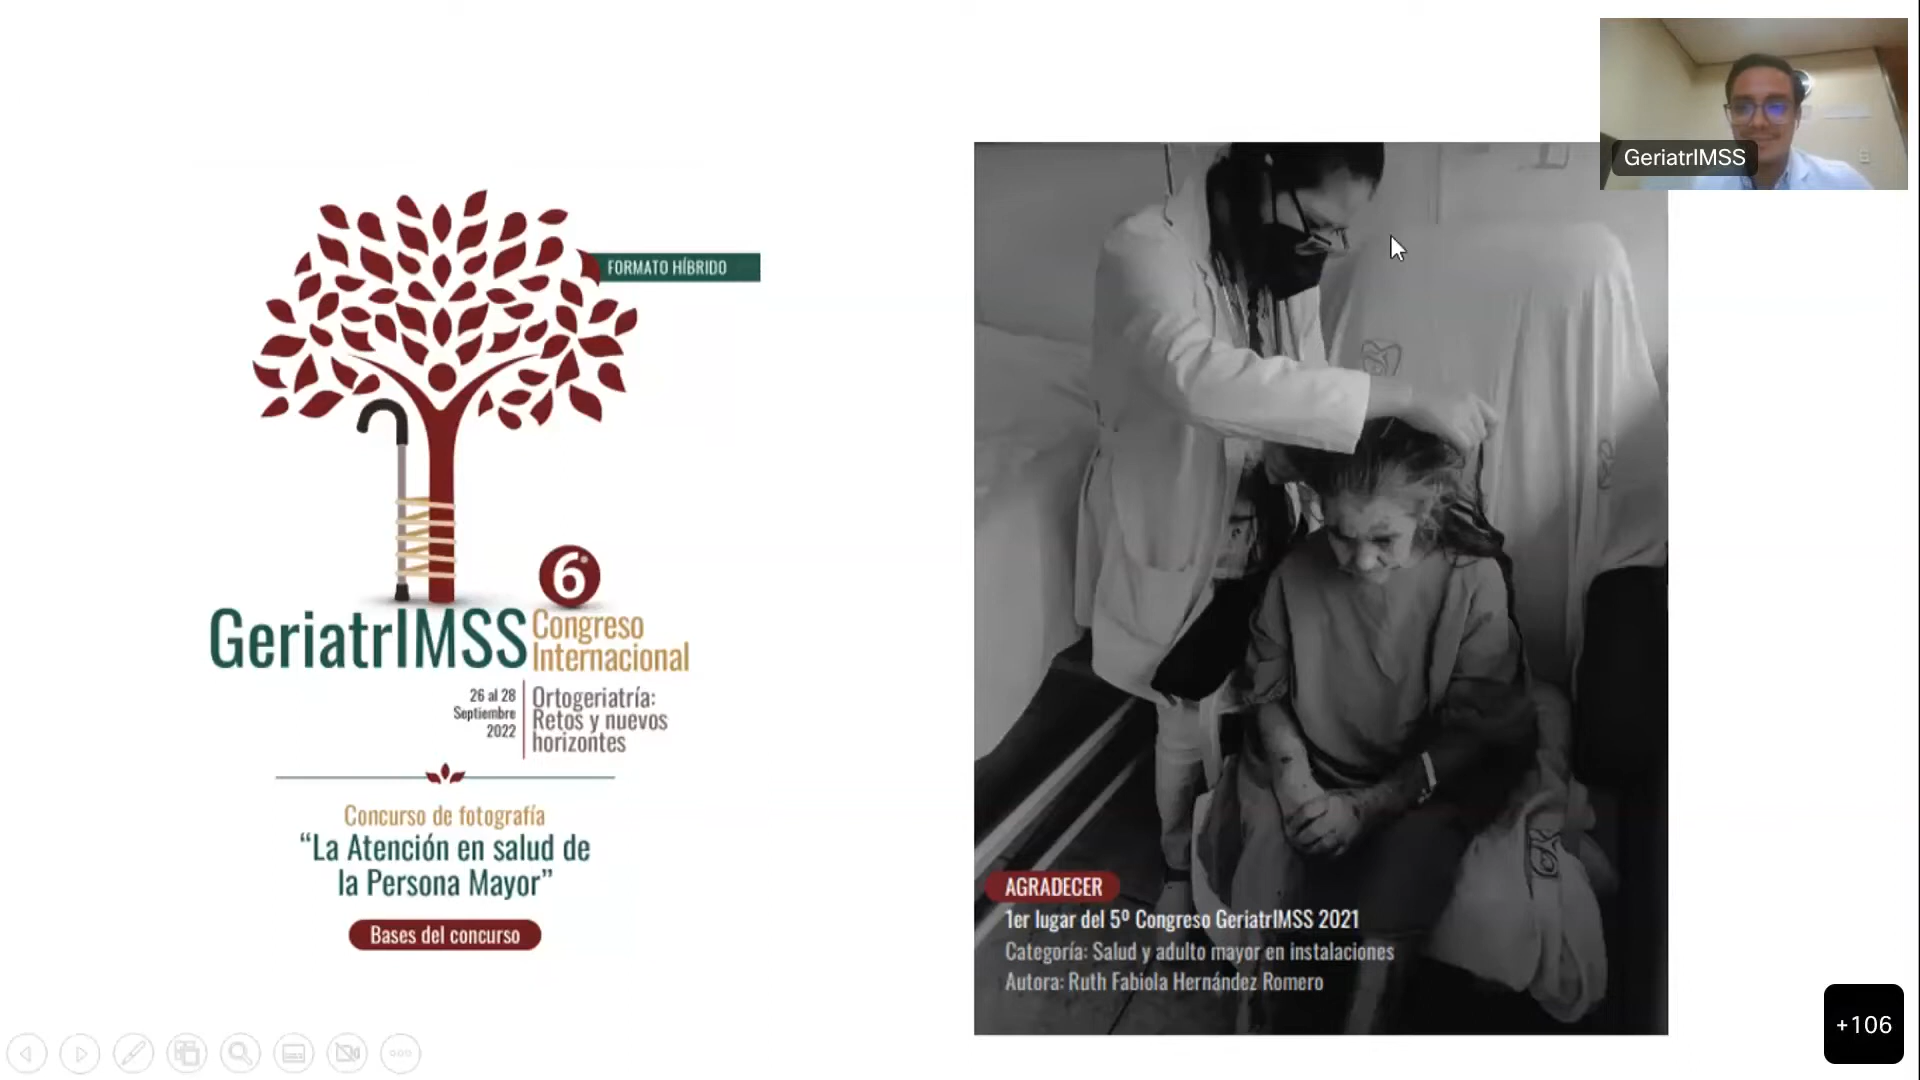 FORMATO HÍBRIDO
6°
GeriatrIMSS
Congreso
Internacional
26 al 28
Septiembre
2022
Ortogeriatría:
Retos y nuevos
horizontes
Concurso de fotografía
“La Atención en salud de
la Persona Mayor”
Bases del concurso
AGRADECER
1er lugar del 5º Congreso GeriatrIMSS 2021
Categoría: Salud y adulto mayor en instalaciones
Autora: Ruth Fabiola Hernández Romero
GeriatrIMSS
+106